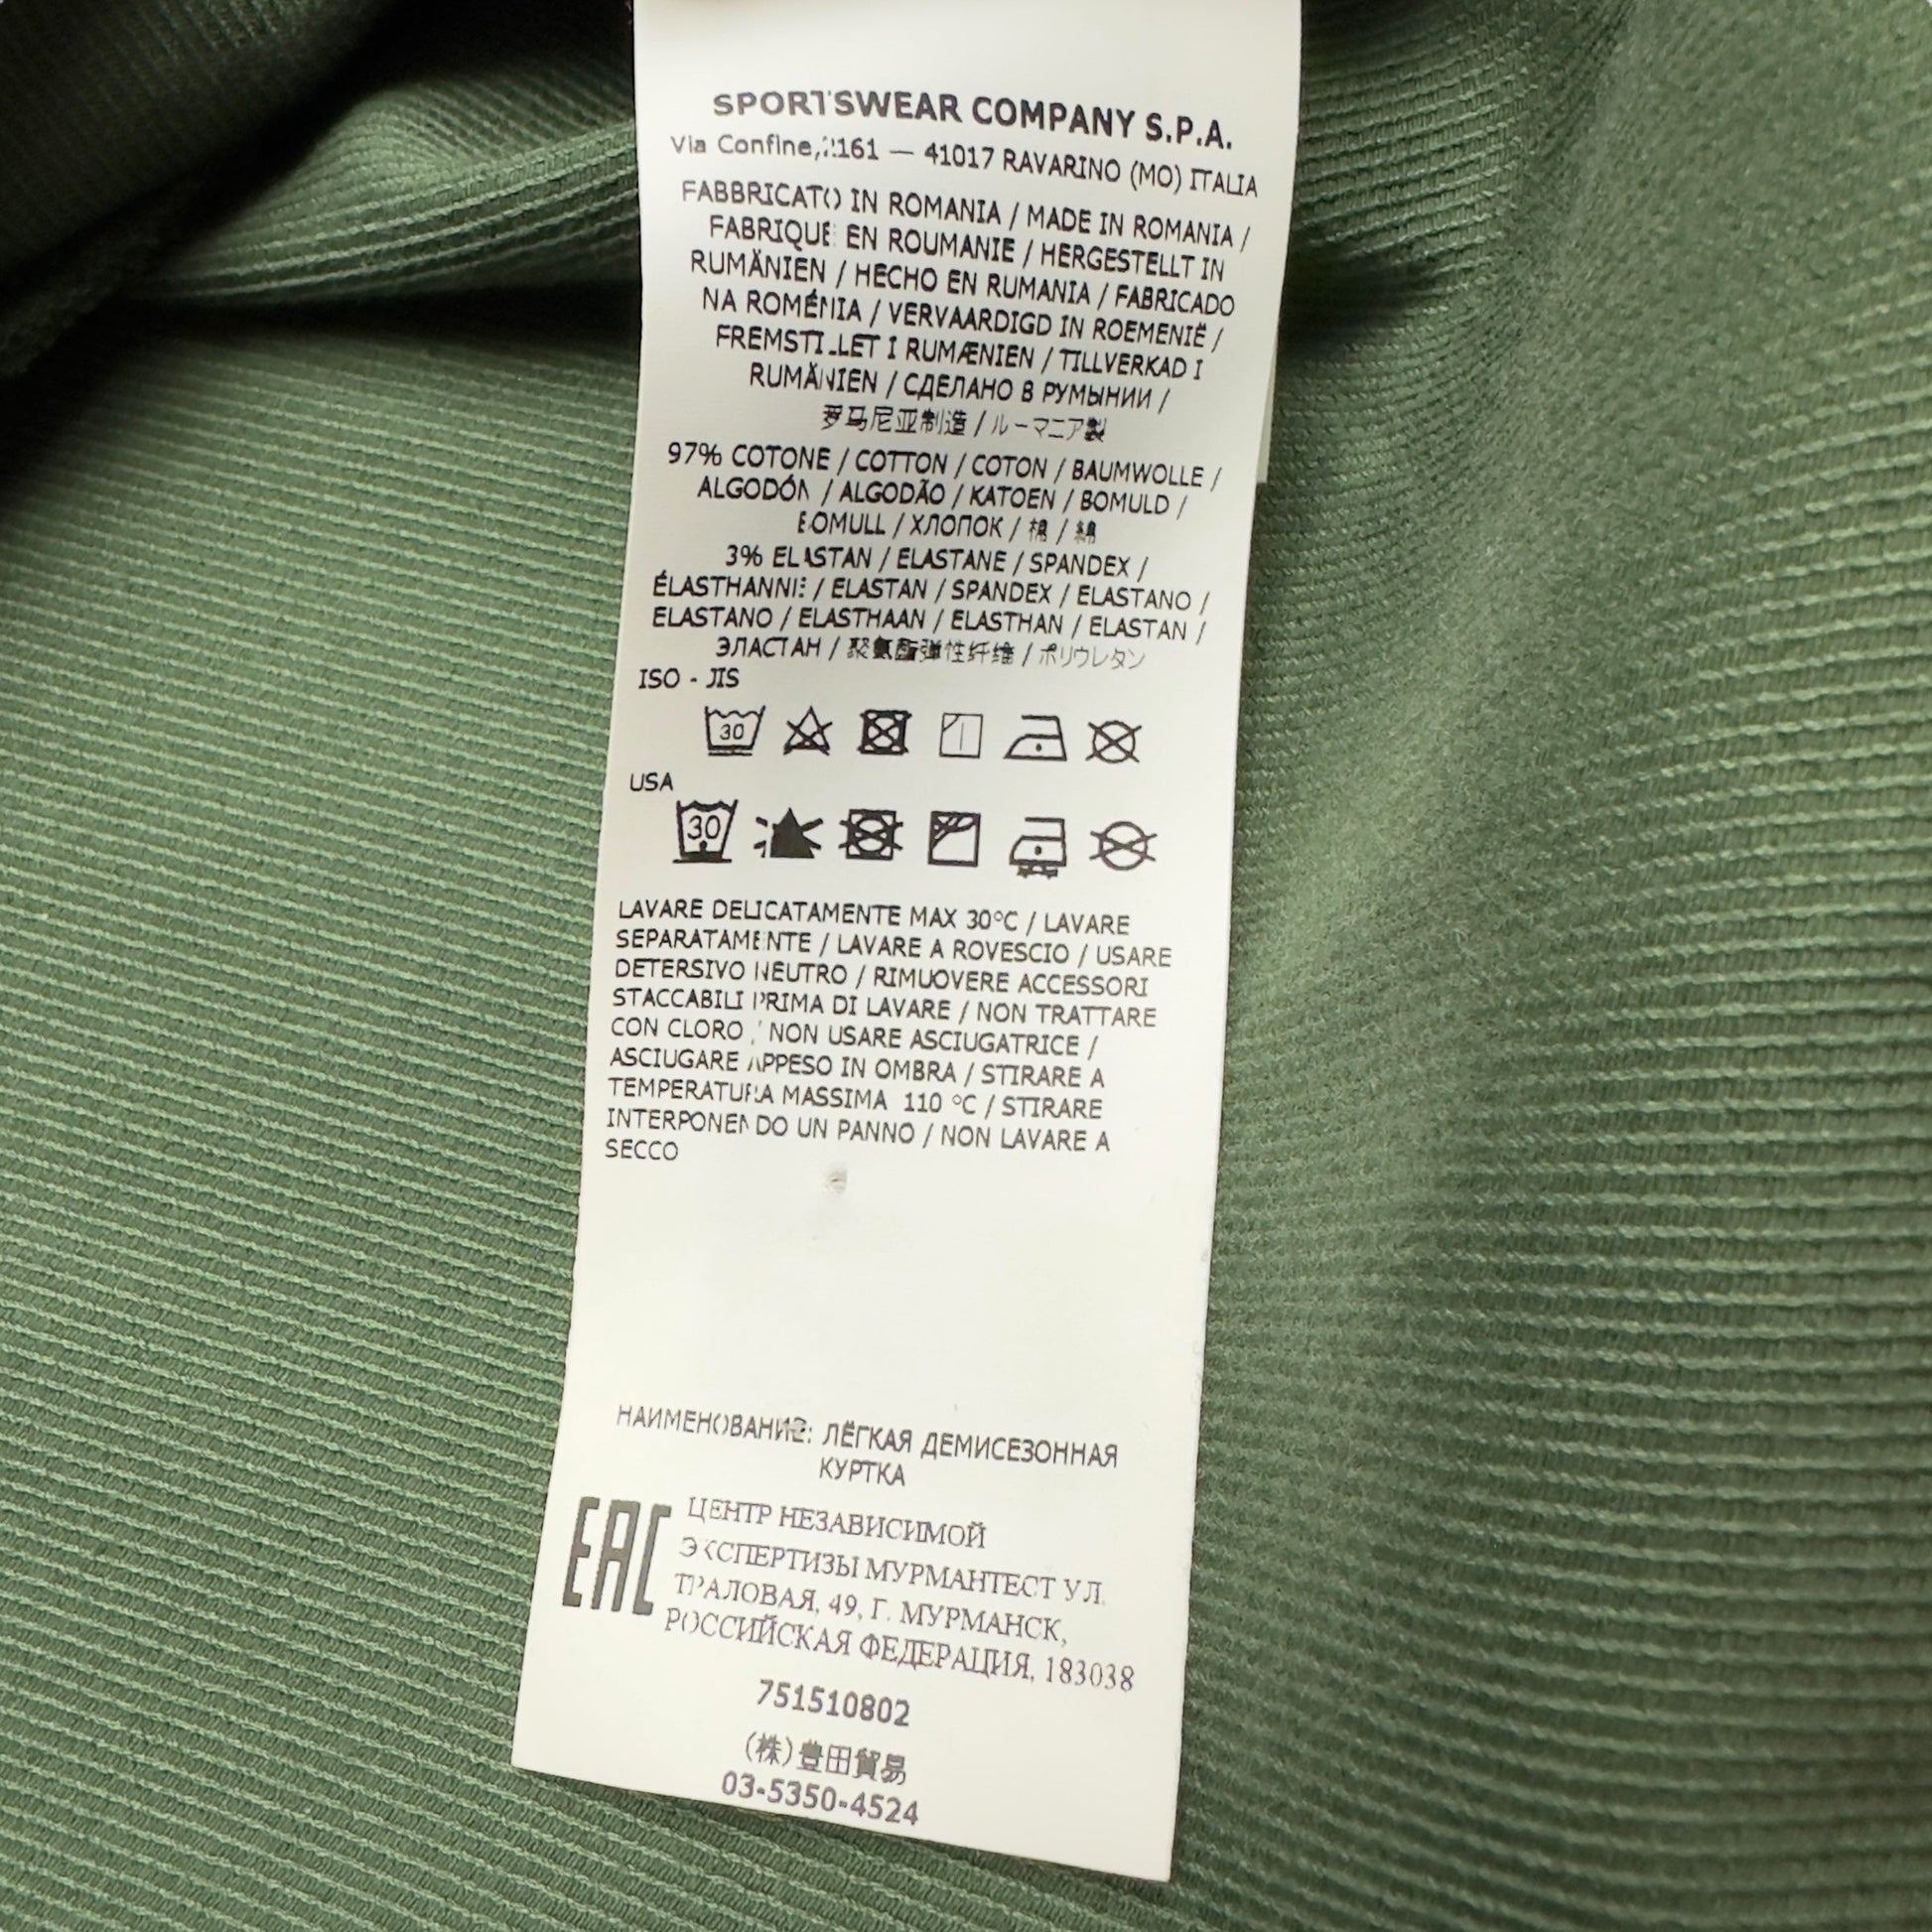 SPORTSWEAR COMPANY S.P.A.
Via Confine, 2161 — 41017 RAVARINO (MO) ITALIA
FABBRICATO IN ROMANIA / MADE IN ROMANIA /
FABRIQUE EN ROUMANIE / HERGESTELLT IN
RUMÄNIEN / HECHO EN RUMANIA / FABRICADO
NA ROMÉNIA / VERVAARDIGD IN ROEMENIË /
FREMSTILLET I RUMÆNIEN / TILLVERKAD I
RUMÄNIEN / СДЕЛАНО В РУМЫНИИ /
罗马尼亚制造 / ルーマニア製
97% COTONE / COTTON / COTON / BAUMWOLLE /
ALGODÓN / ALGODÃO / KATOEN / BOMULD /
BOMULL / ХЛОПОК / 棉 / 綿
3% ELASTAN / ELASTANE / SPANDEX /
ÉLASTHANNE / ELASTAN / SPANDEX / ELASTANO /
ELASTANO / ELASTHAAN / ELASTHAN / ELASTAN /
ЭЛАСТАН / 聚氨酯弹性纤维 / ポリウレタン
ISO - JIS
30
USA
30
LAVARE DELICATAMENTE MAX 30°C / LAVARE
SEPARATAMENTE / LAVARE A ROVESCIO / USARE
DETERSIVO NEUTRO / RIMUOVERE ACCESSORI
STACCABILI PRIMA DI LAVARE / NON TRATTARE
CON CLORO / NON USARE ASCIUGATRICE /
ASCIUGARE APPESO IN OMBRA / STIRARE A
TEMPERATURA MASSIMA 110 °C / STIRARE
INTERPONENDO UN PANNO / NON LAVARE A
SECCO
НАИМЕНОВАНИЕ: ЛЁГКАЯ ДЕМИСЕЗОННАЯ
КУРТКА
EAC
ЦЕНТР НЕЗАВИСИМОЙ
ЭКСПЕРТИЗЫ МУРМАНТЕСТ УЛ.
ТРАЛОВАЯ, 49, Г. МУРМАНСК,
РОССИЙСКАЯ ФЕДЕРАЦИЯ, 183038
751510802
(株)豊田貿易
03-5350-4524